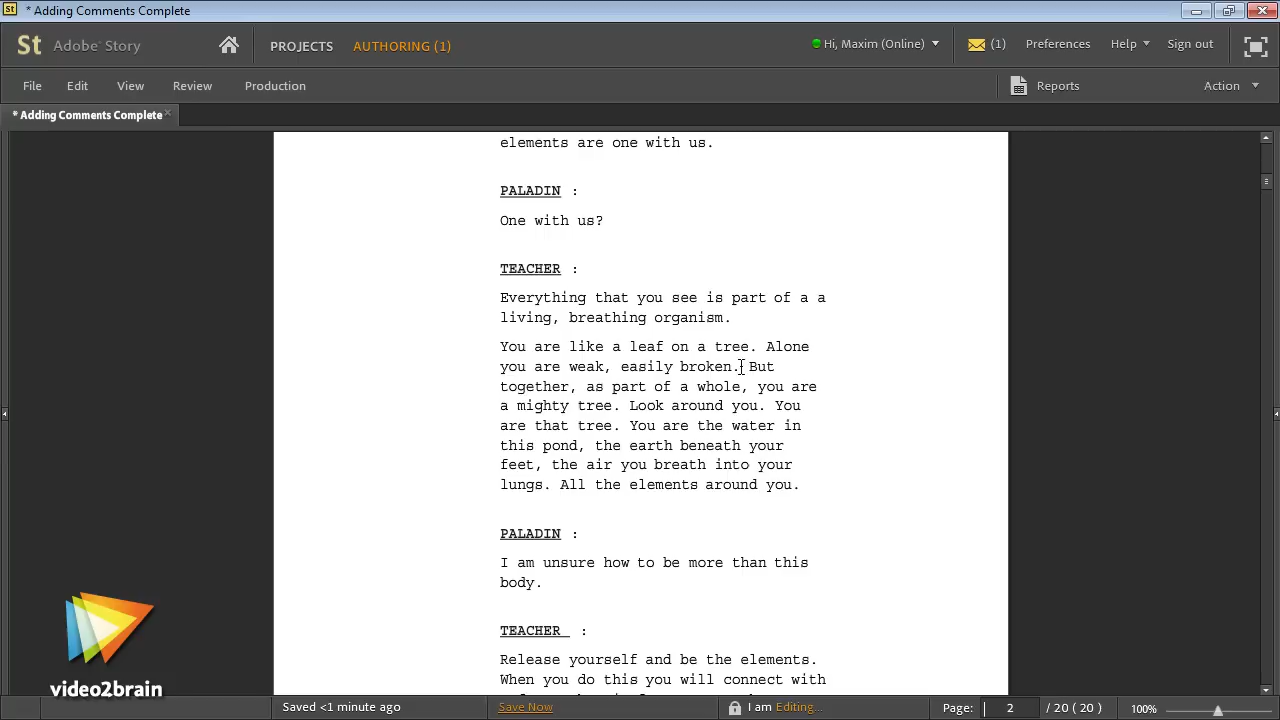 St
* Adding Comments Complete
St Adobe® Story
PROJECTS
AUTHORING (1)
Hi, Maxim (Online)
(1)
Preferences
Help
Sign out
File
Edit
View
Review
Production
Reports
Action
* Adding Comments Complete
elements are one with us.
PALADIN :
One with us?
TEACHER :
Everything that you see is part of a a
living, breathing organism.
You are like a leaf on a tree. Alone
you are weak, easily broken. But
together, as part of a whole, you are
a mighty tree. Look around you. You
are that tree. You are the water in
this pond, the earth beneath your
feet, the air you breath into your
lungs. All the elements around you.
PALADIN :
I am unsure how to be more than this
body.
TEACHER :
Release yourself and be the elements.
When you do this you will connect with
video2brain
Saved <1 minute ago
Save Now
I am Editing...
Page: 2 / 20 ( 20 )
100%